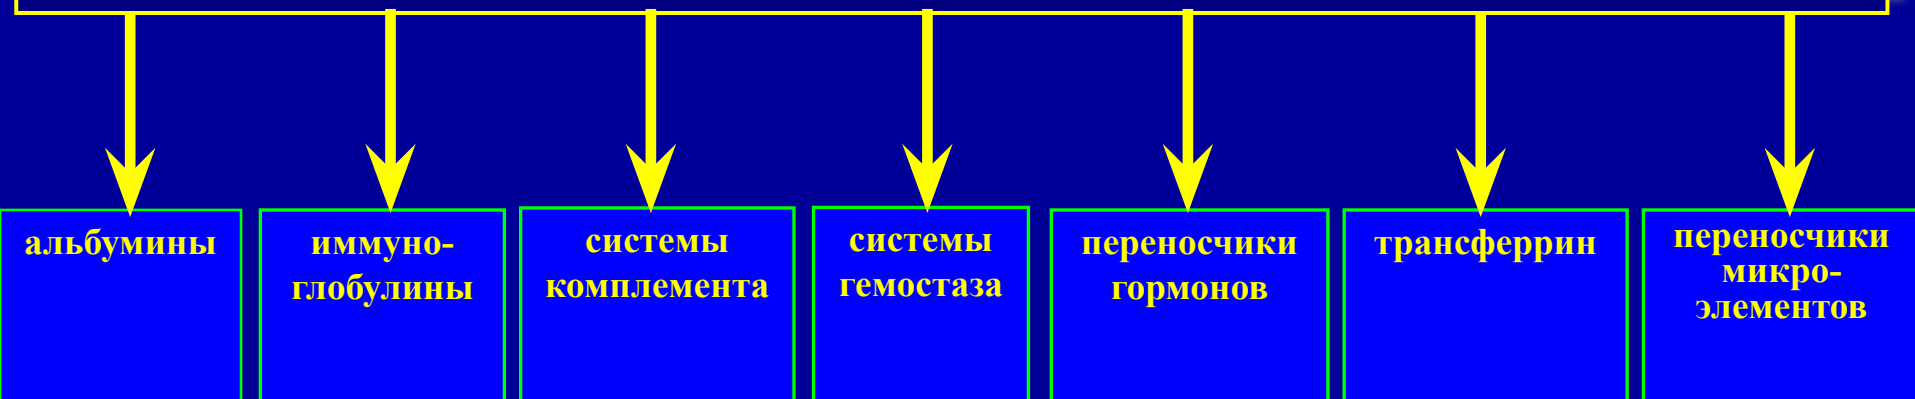 альбумины
иммуно-
глобулины
системы
комплемента
системы
гемостаза
переносчики
гормонов
трансферрин
переносчики
микро-
элементов